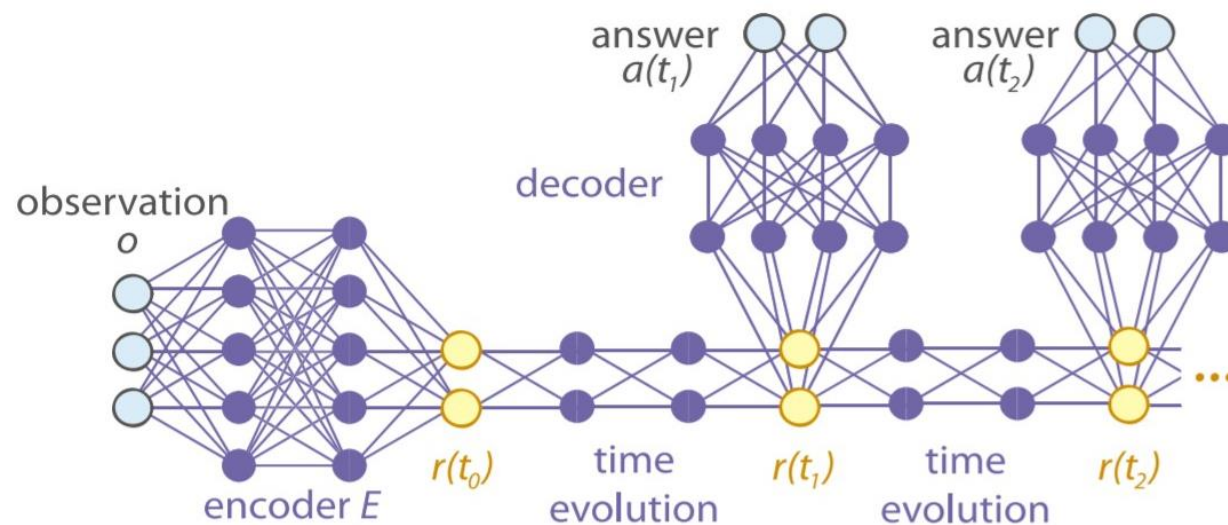 answer
a(t₁)
answer
a(t₂)
decoder
observation
o
encoder E
r(t₀)
time
evolution
r(t₁)
time
evolution
r(t₂)
...